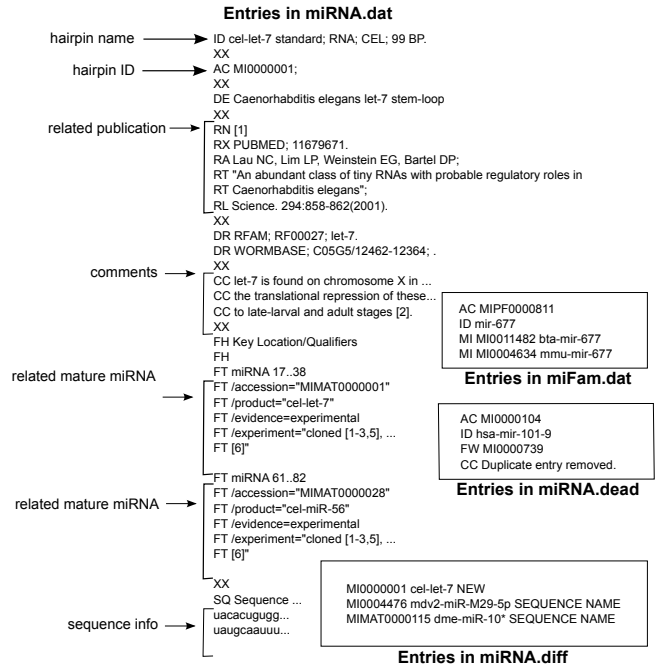 Entries in miRNA.dat
hairpin name
ID cel-let-7 standard; RNA; CEL; 99 BP.
XX
hairpin ID
AC MI0000001;
XX
DE Caenorhabditis elegans let-7 stem-loop
XX
related publication
RN [1]
RX PUBMED; 11679671.
RA Lau NC, Lim LP, Weinstein EG, Bartel DP;
RT "An abundant class of tiny RNAs with probable regulatory roles in
RT Caenorhabditis elegans";
RL Science. 294:858-862(2001).
XX
DR RFAM; RF00027; let-7.
DR WORMBASE; C05G5/12462-12364; .
XX
comments
CC let-7 is found on chromosome X in ...
CC the translational repression of these...
CC to late-larval and adult stages [2].
XX
FH Key Location/Qualifiers
FH
FT miRNA 17..38
related mature miRNA
FT /accession="MIMAT0000001"
FT /product="cel-let-7"
FT /evidence=experimental
FT /experiment="cloned [1-3,5], ...
FT [6]"
FT miRNA 61..82
related mature miRNA
FT /accession="MIMAT0000028"
FT /product="cel-miR-56"
FT /evidence=experimental
FT /experiment="cloned [1-3,5], ...
FT [6]"
XX
SQ Sequence ...
sequence info
uacacugugg...
uaugcaauuu...
AC MIPF0000811
ID mir-677
MI MI0011482 bta-mir-677
MI MI0004634 mmu-mir-677
Entries in miFam.dat
AC MI0000104
ID hsa-mir-101-9
FW MI0000739
CC Duplicate entry removed.
Entries in miRNA.dead
MI0000001 cel-let-7 NEW
MI0004476 mdv2-miR-M29-5p SEQUENCE NAME
MIMAT0000115 dme-miR-10* SEQUENCE NAME
Entries in miRNA.diff